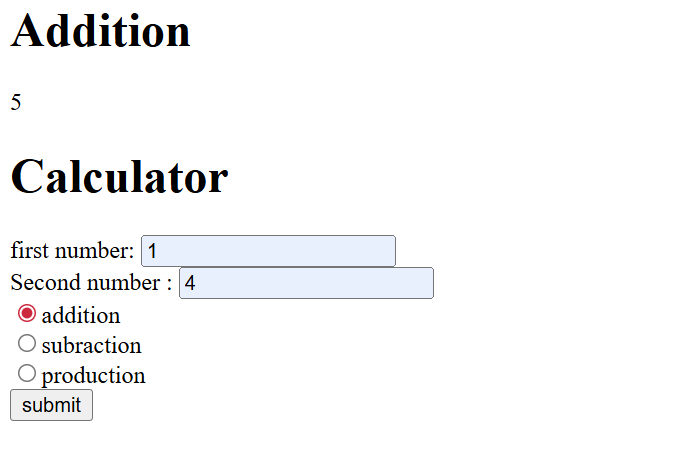 Addition
5
Calculator
first number: 1
Second number : 4
addition
subraction
production
submit